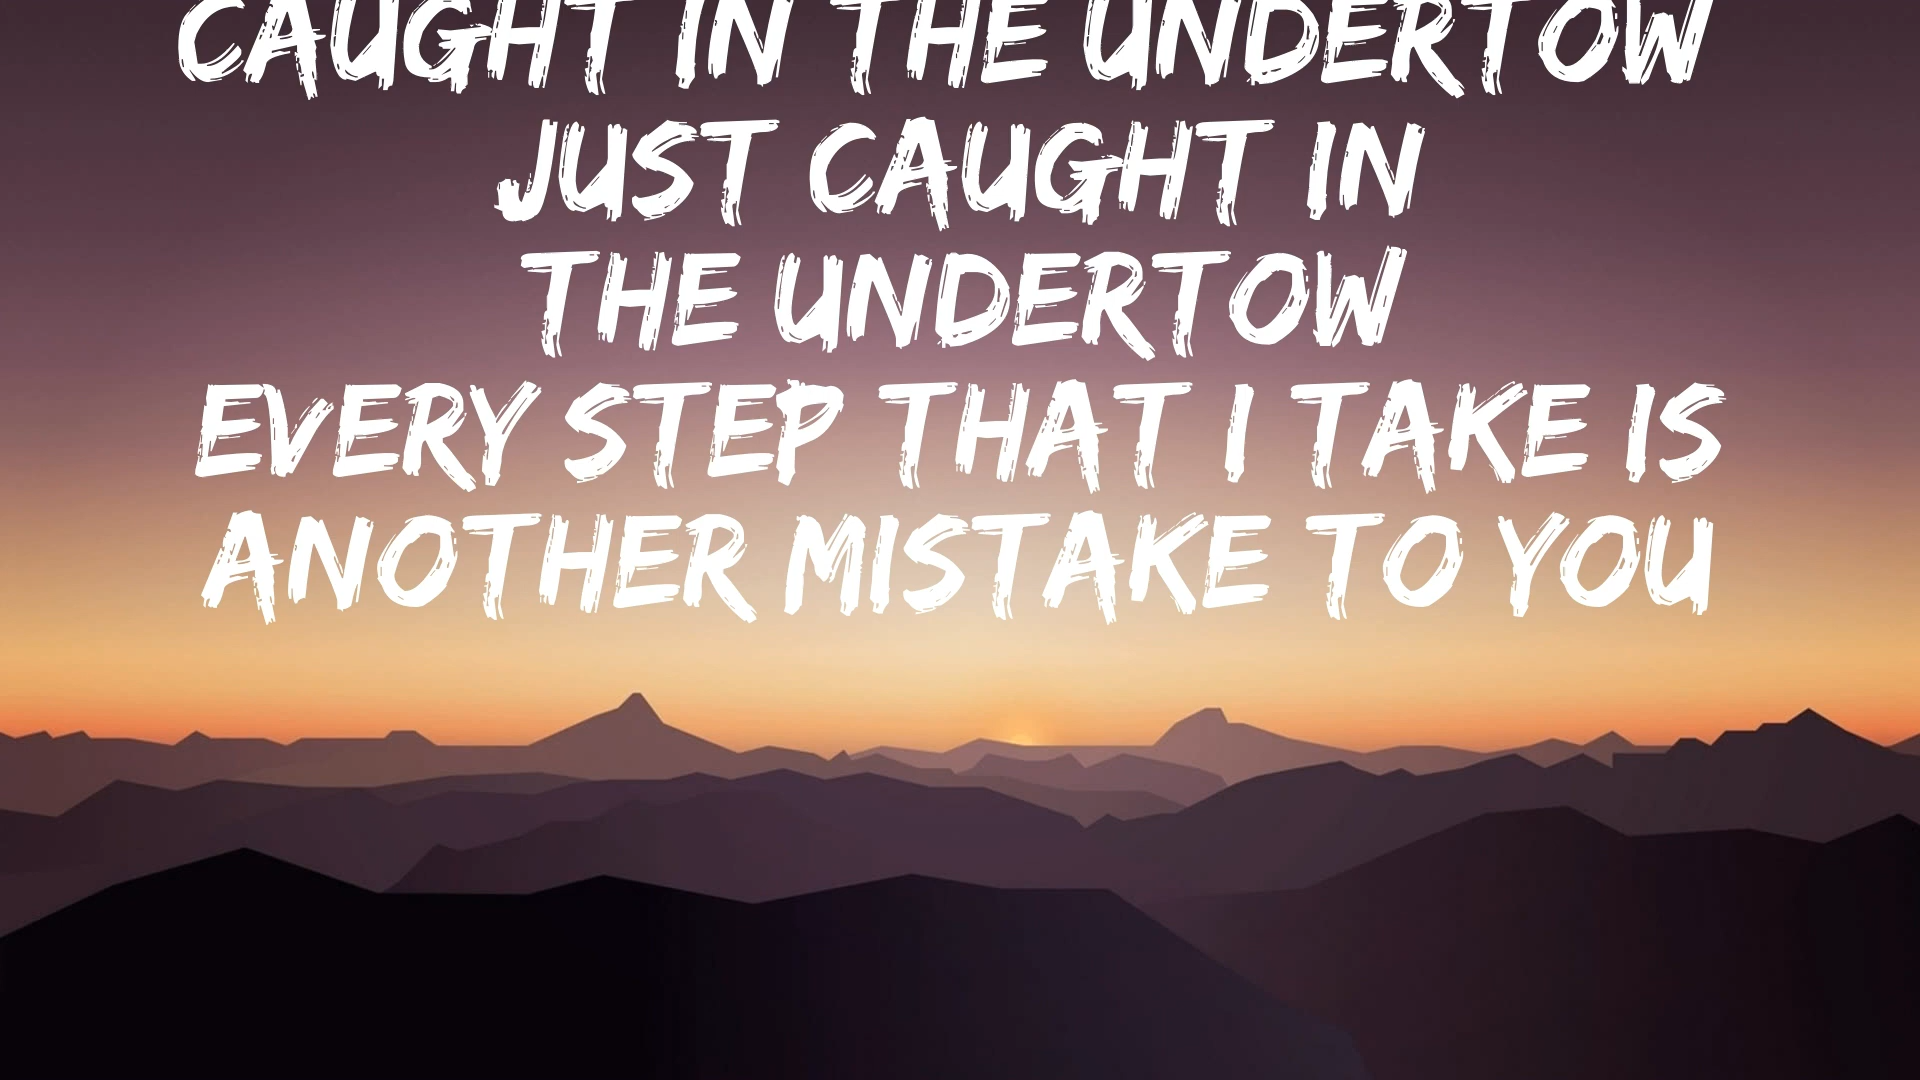 CAUGHT IN THE UNDERTOW
JUST CAUGHT IN
THE UNDERTOW
EVERY STEP THAT I TAKE IS
ANOTHER MISTAKE TO YOU